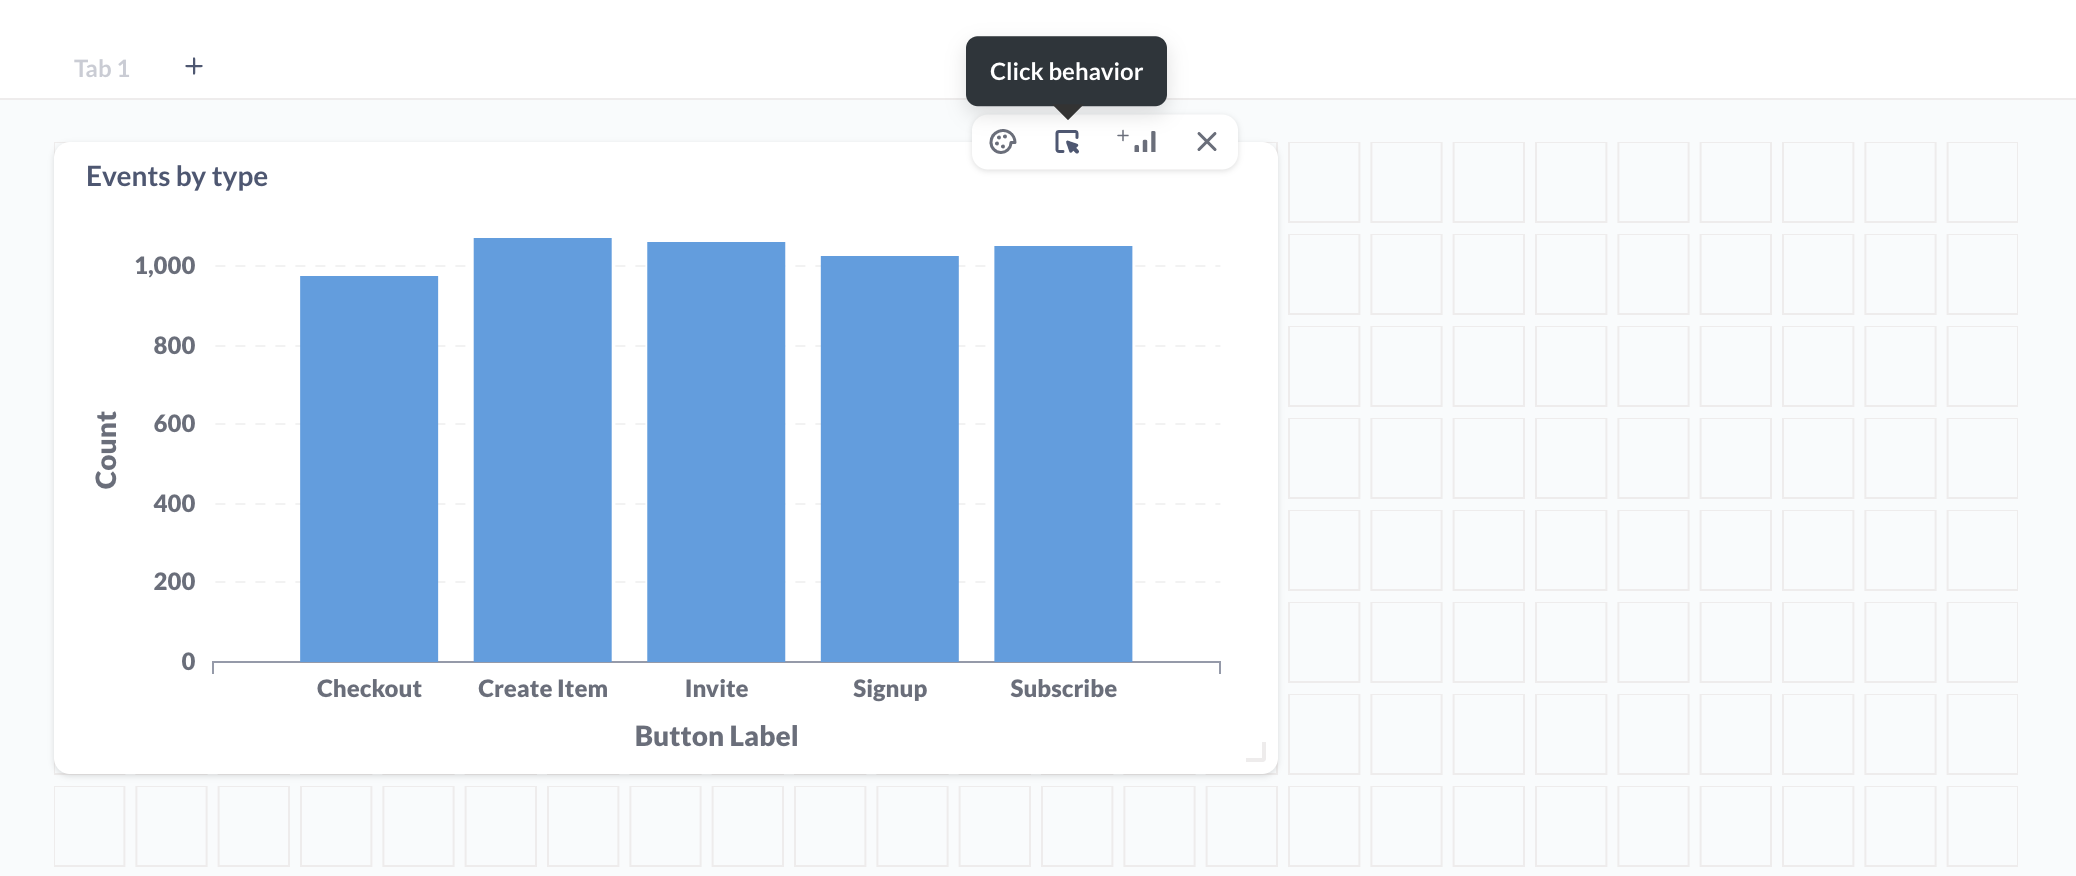 Tab 1 +
Click behavior
Events by type
1,000
800
600
400
200
0
Count
Checkout Create Item Invite Signup Subscribe
Button Label